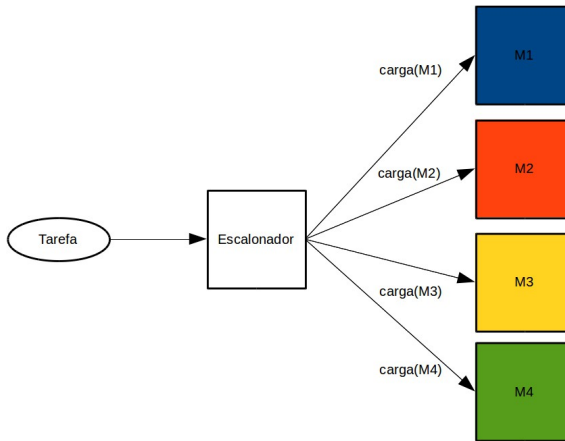 Tarefa
Escalonador
carga(M1)
carga(M2)
carga(M3)
carga(M4)
M1
M2
M3
M4